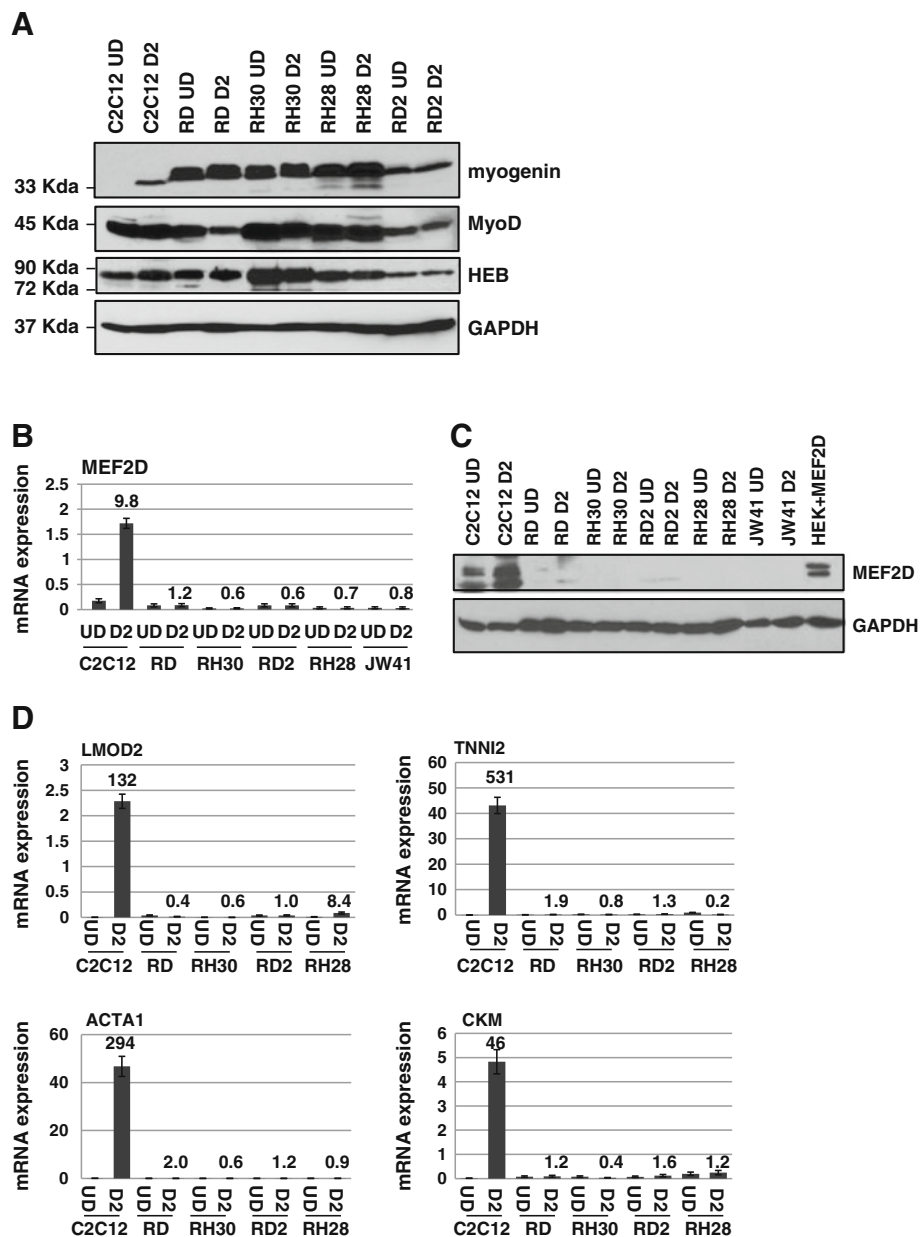 A
C2C12 UD
C2C12 D2
RD UD
RD D2
RH30 UD
RH30 D2
RH28 UD
RH28 D2
RD2 UD
RD2 D2
33 Kda
myogenin
45 Kda
MyoD
90 Kda
72 Kda
HEB
37 Kda
GAPDH
B
MEF2D
mRNA expression
2.5
2
1.5
1
0.5
0
9.8
1.2
0.6
0.6
0.7
0.8
UD D2 UD D2 UD D2 UD D2 UD D2 UD D2
C2C12 RD RH30 RD2 RH28 JW41
C
C2C12 UD
C2C12 D2
RD UD
RD D2
RH30 UD
RH30 D2
RD2 UD
RD2 D2
RH28 UD
RH28 D2
JW41 UD
JW41 D2
HEK+MEF2D
MEF2D
GAPDH
D
LMOD2
mRNA expression
3
2.5
2
1.5
1
0.5
0
132
0.4
0.6
1.0
8.4
UD D2 UD D2 UD D2 UD D2 UD D2
C2C12 RD RH30 RD2 RH28
TNNI2
mRNA expression
60
50
40
30
20
10
0
531
1.9
0.8
1.3
0.2
UD D2 UD D2 UD D2 UD D2 UD D2
C2C12 RD RH30 RD2 RH28
ACTA1
mRNA expression
60
40
20
0
294
2.0
0.6
1.2
0.9
UD D2 UD D2 UD D2 UD D2 UD D2
C2C12 RD RH30 RD2 RH28
CKM
mRNA expression
6
5
4
3
2
1
0
46
1.2
0.4
1.6
1.2
UD D2 UD D2 UD D2 UD D2 UD D2
C2C12 RD RH30 RD2 RH28